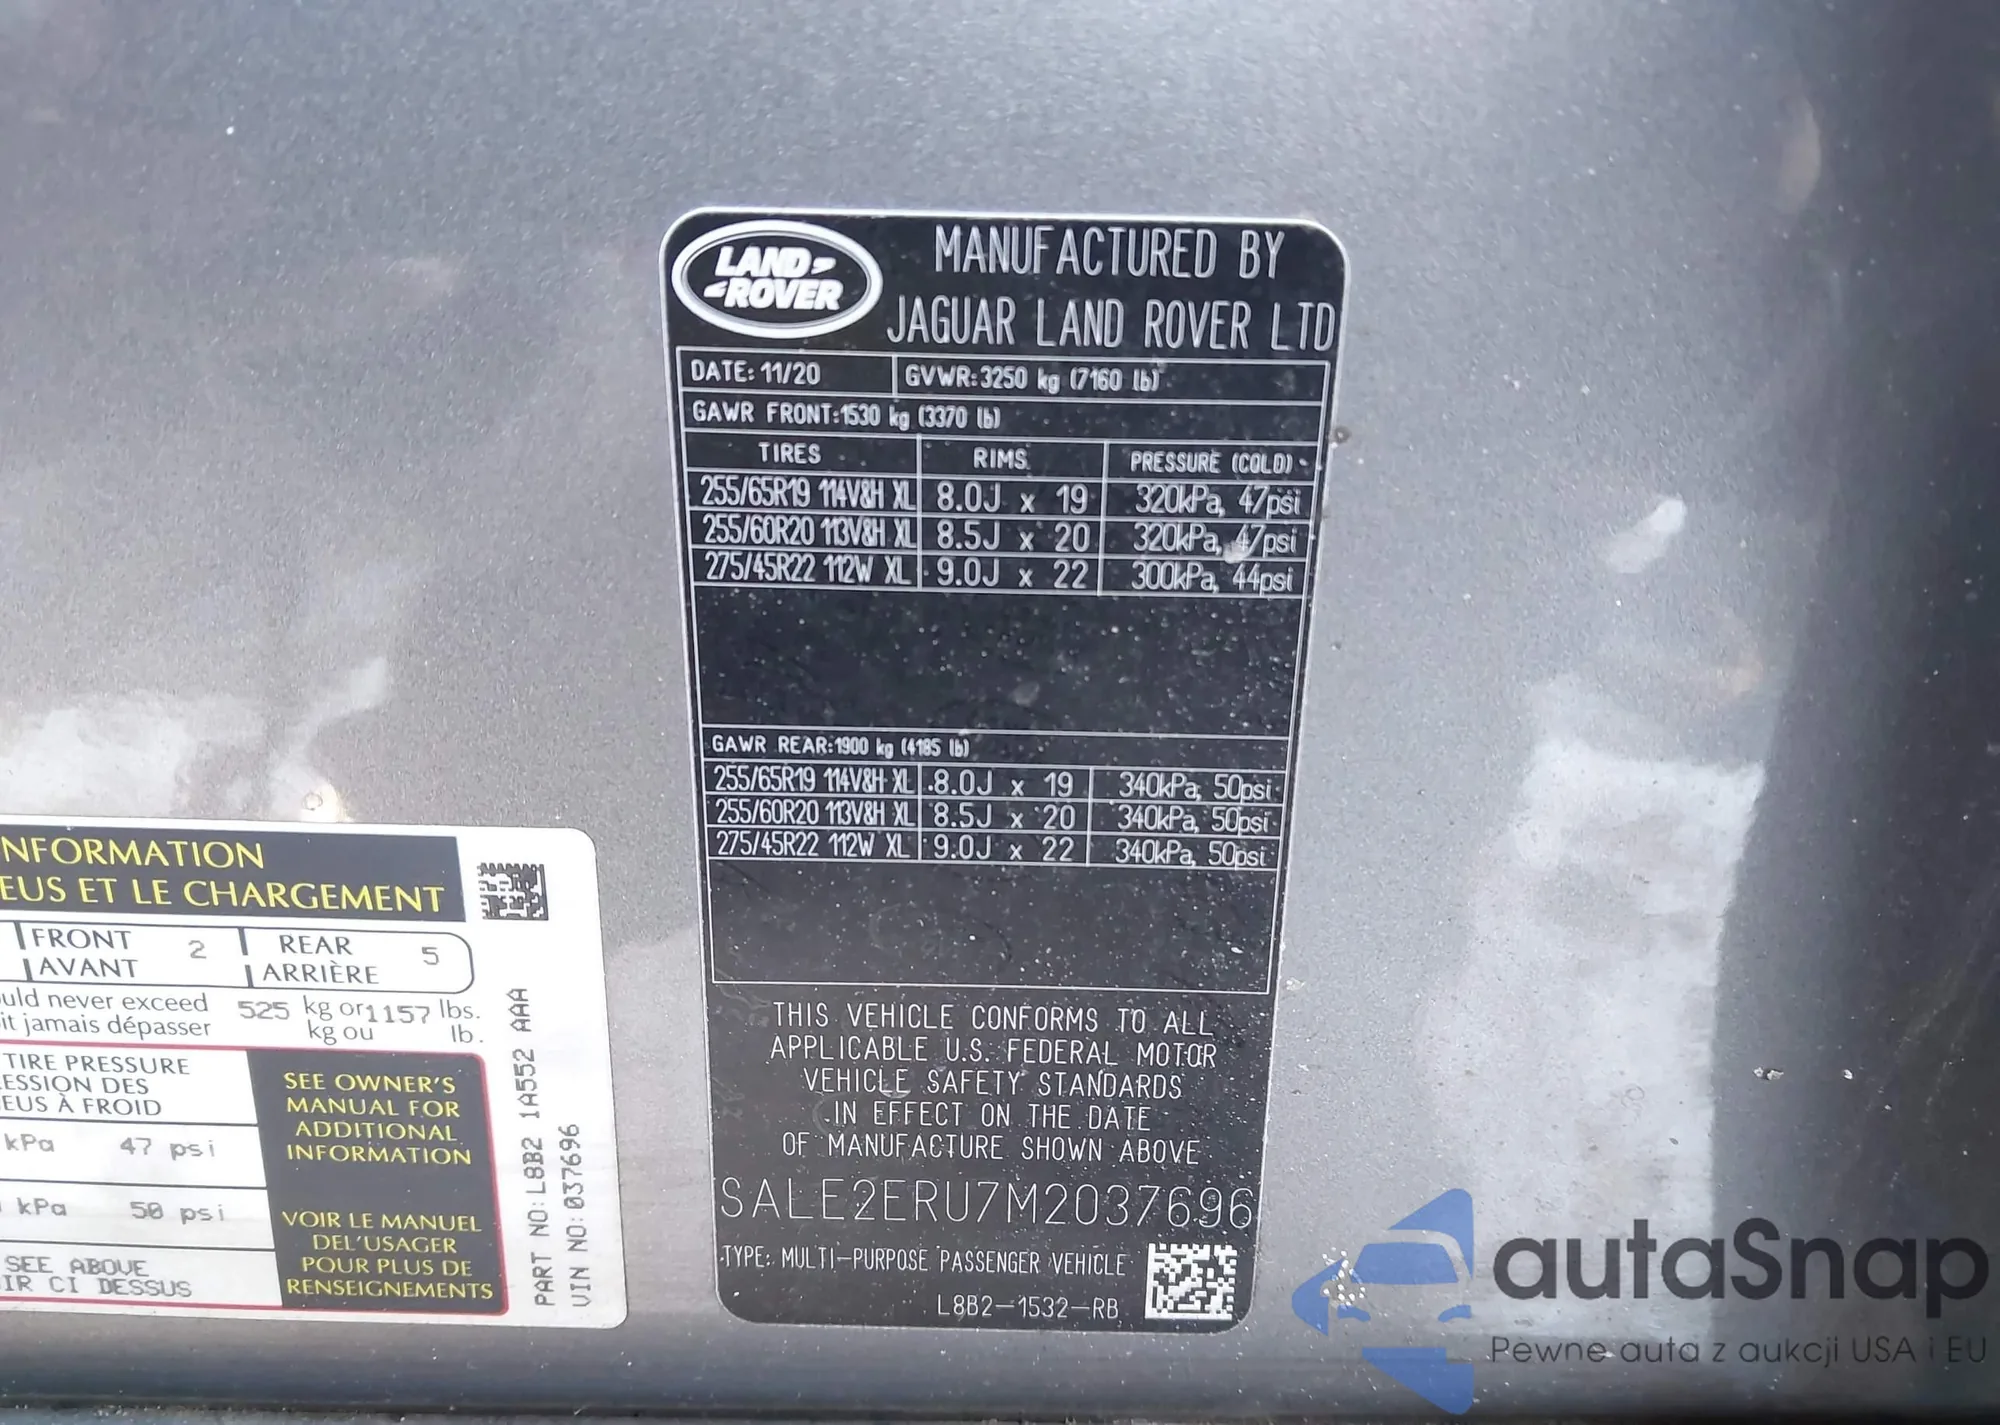 LAND
ROVER
MANUFACTURED BY
JAGUAR LAND ROVER LTD
DATE: 11/20 GVWR:3250 kg (7160 lb)
GAWR FRONT:1530 kg (3370 lb)
TIRES RIMS PRESSURE (COLD)
255/65R19 114V&H XL 8.0J x 19 320kPa, 47psi
255/60R20 113V&H XL 8.5J x 20 320kPa, 47psi
275/45R22 112W XL 9.0J x 22 300kPa, 44psi
GAWR REAR:1900 kg (4185 lb)
255/65R19 114V&H XL 8.0J x 19 340kPa, 50psi
255/60R20 113V&H XL 8.5J x 20 340kPa, 50psi
275/45R22 112W XL 9.0J x 22 340kPa, 50psi
THIS VEHICLE CONFORMS TO ALL
APPLICABLE U.S. FEDERAL MOTOR
VEHICLE SAFETY STANDARDS
IN EFFECT ON THE DATE
OF MANUFACTURE SHOWN ABOVE
SALE2ERU7M2037696
TYPE: MULTI-PURPOSE PASSENGER VEHICLE
L8B2-1532-RB
NFORMATION
EUS ET LE CHARGEMENT
FRONT 2 REAR 5
AVANT ARRIÈRE
uld never exceed 525 kg or 1157 lbs.
it jamais dépasser kg ou lb.
TIRE PRESSURE
ESSION DES
EUS À FROID
kPa 47 psi
kPa 50 psi
SEE ABOVE
IR CI DESSUS
SEE OWNER'S
MANUAL FOR
ADDITIONAL
INFORMATION
VOIR LE MANUEL
DEL'USAGER
POUR PLUS DE
RENSEIGNEMENTS
PART NO:L8B2 1A552 AAA
VIN NO:037696
autaSnap
Pewne auta z aukcji USA i EU